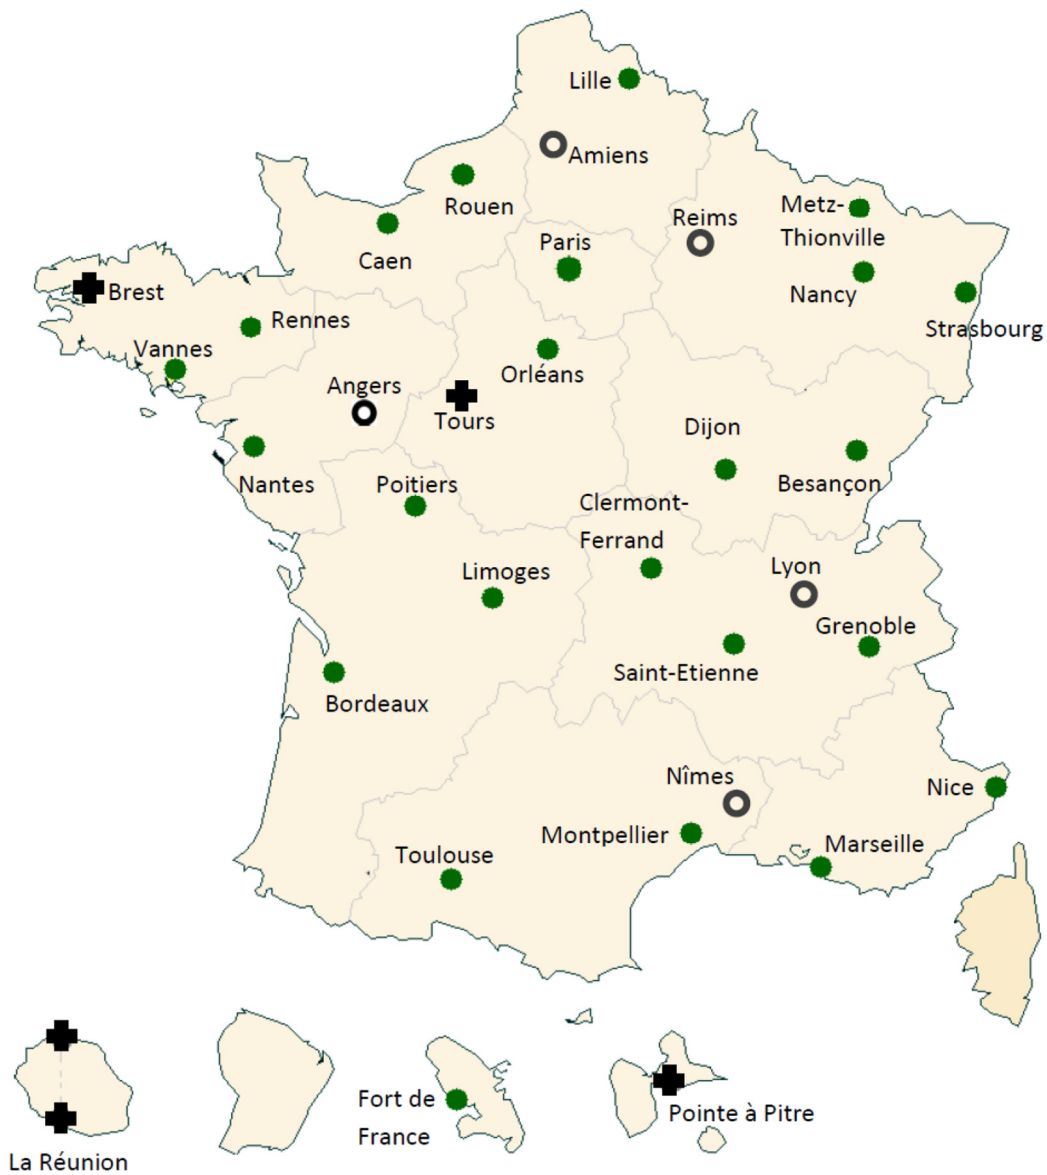 Lille
Amiens
Rouen
Reims
Metz-
Thionville
Paris
Caen
Nancy
Brest
Rennes
Strasbourg
Vannes
Orléans
Angers
Tours
Dijon
Nantes
Poitiers
Besançon
Clermont-
Ferrand
Lyon
Limoges
Grenoble
Saint-Etienne
Bordeaux
Nîmes
Nice
Montpellier
Marseille
Toulouse
Fort de
France
Pointe à Pitre
La Réunion